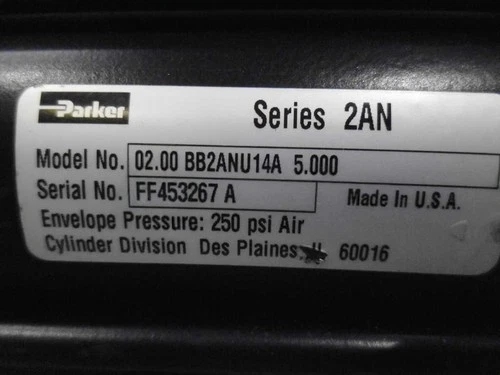 Parker
Series 2AN
Model No. 02.00 BB2ANU14A 5.000
Serial No. FF453267 A Made In U.S.A.
Envelope Pressure: 250 psi Air
Cylinder Division Des Plaines, IL 60016